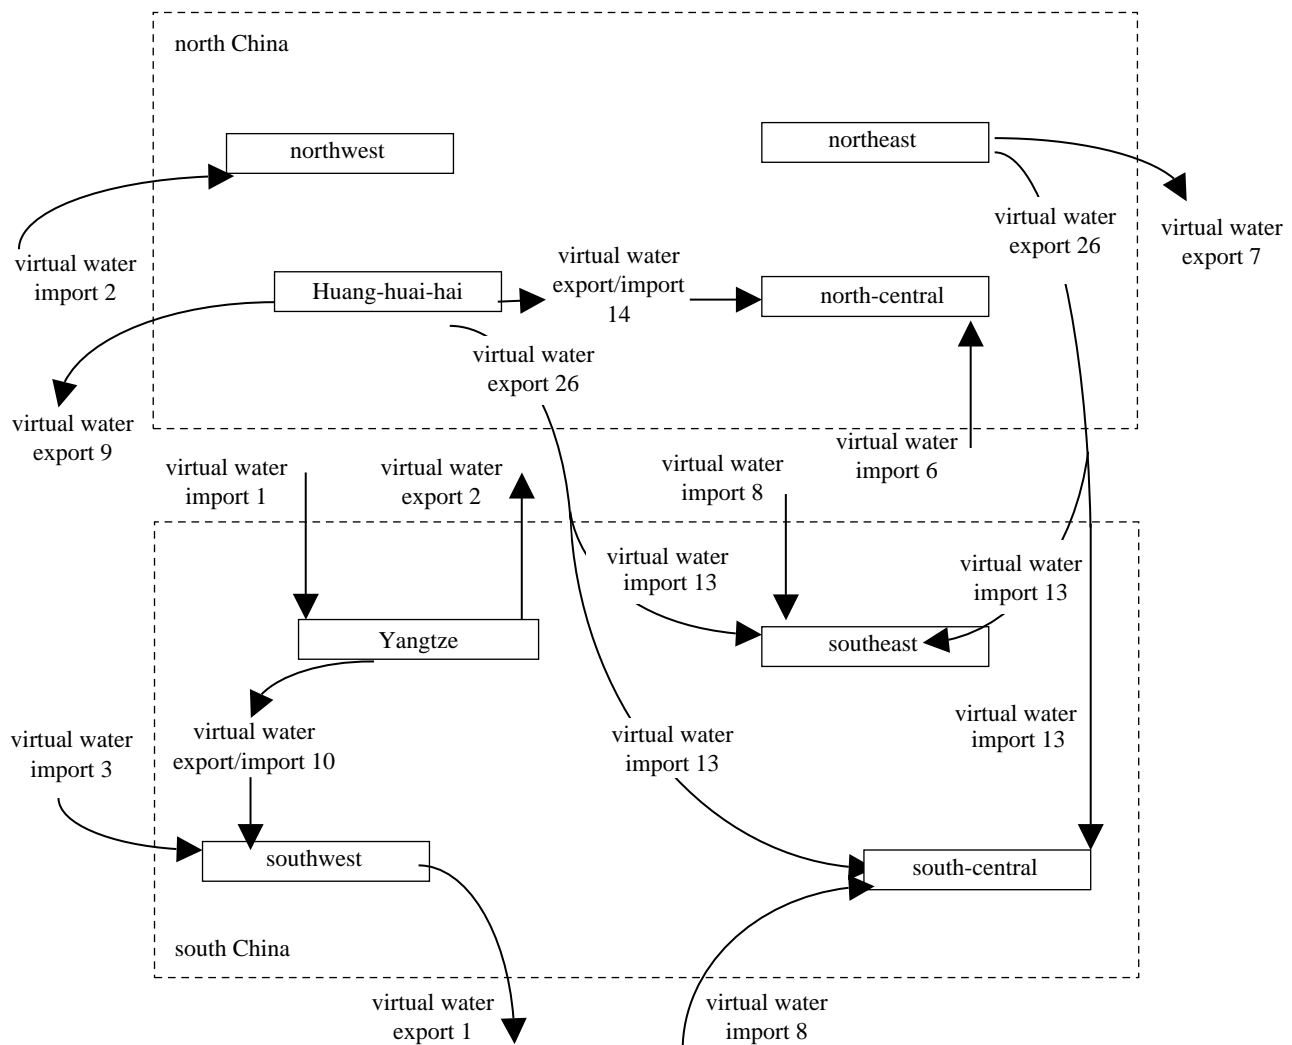 north China
northwest
northeast
virtual water
import 2
virtual water
export 26
virtual water
export 7
Huang-huai-hai
virtual water
export/import
14
north-central
virtual water
export 26
virtual water
export 9
virtual water
import 6
virtual water
import 1
virtual water
export 2
virtual water
import 8
virtual water
import 13
virtual water
import 13
Yangtze
southeast
virtual water
import 3
virtual water
export/import 10
virtual water
import 13
virtual water
import 13
southwest
south-central
south China
virtual water
export 1
virtual water
import 8